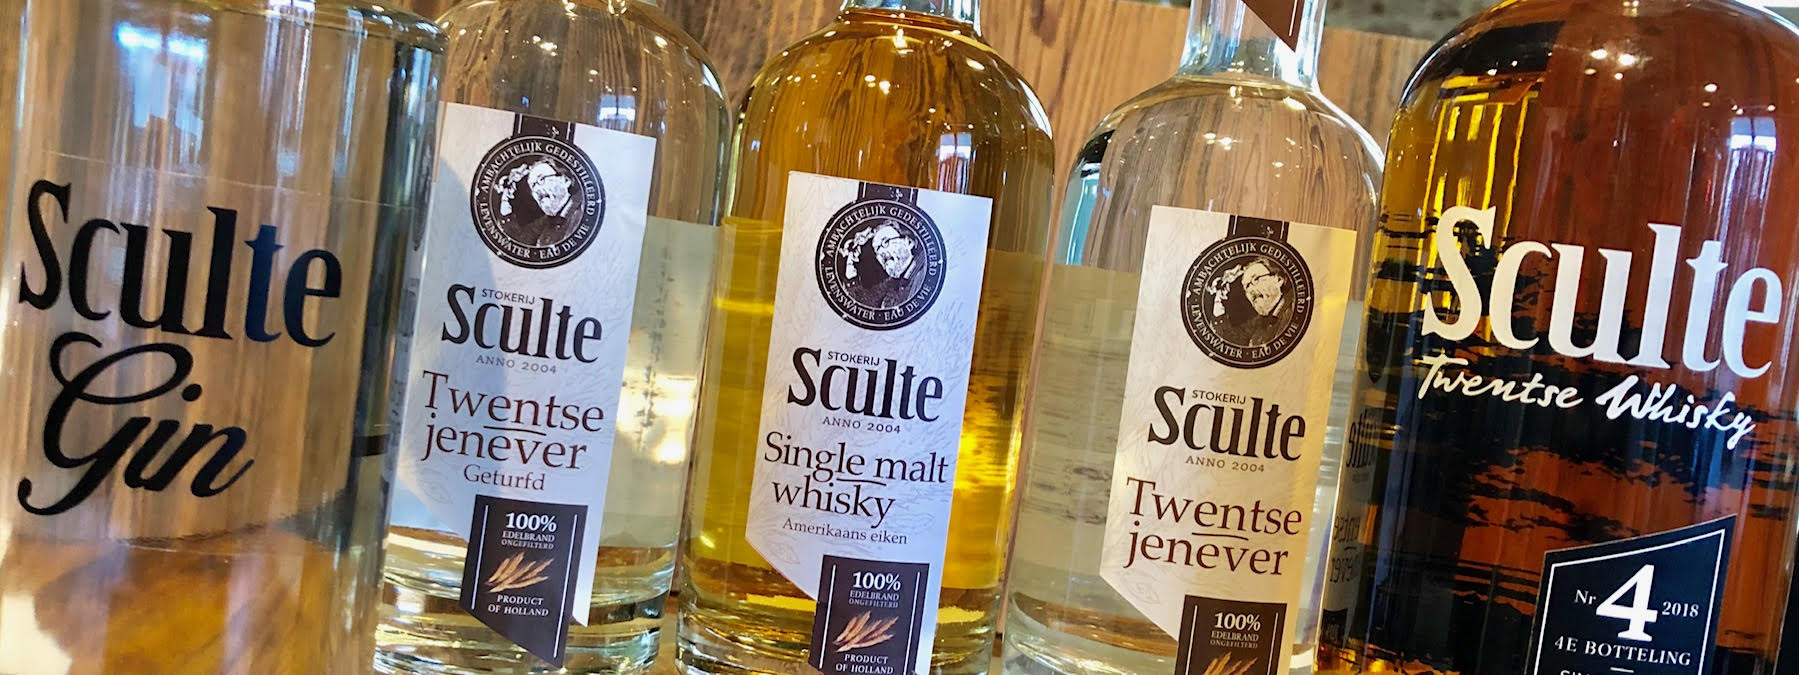 Sculte
Gin
AMBACHTELIJK GEDESTILLEERD
LEVENSWATER · EAU DE VIE
STOKERIJ
Sculte
ANNO 2004
Twentse
jenever
Geturfd
100%
EDELBRAND
ONGEFILTERD
PRODUCT
OF HOLLAND
AMBACHTELIJK GEDESTILLEERD
LEVENSWATER · EAU DE VIE
STOKERIJ
Sculte
ANNO 2004
Single malt
whisky
Amerikaans eiken
100%
EDELBRAND
ONGEFILTERD
PRODUCT
OF HOLLAND
AMBACHTELIJK GEDESTILLEERD
LEVENSWATER · EAU DE VIE
STOKERIJ
Sculte
ANNO 2004
Twentse
jenever
100%
EDELBRAND
ONGEFILTERD
Sculte
Twentse Whisky
Nr 4 2018
4E BOTTELING